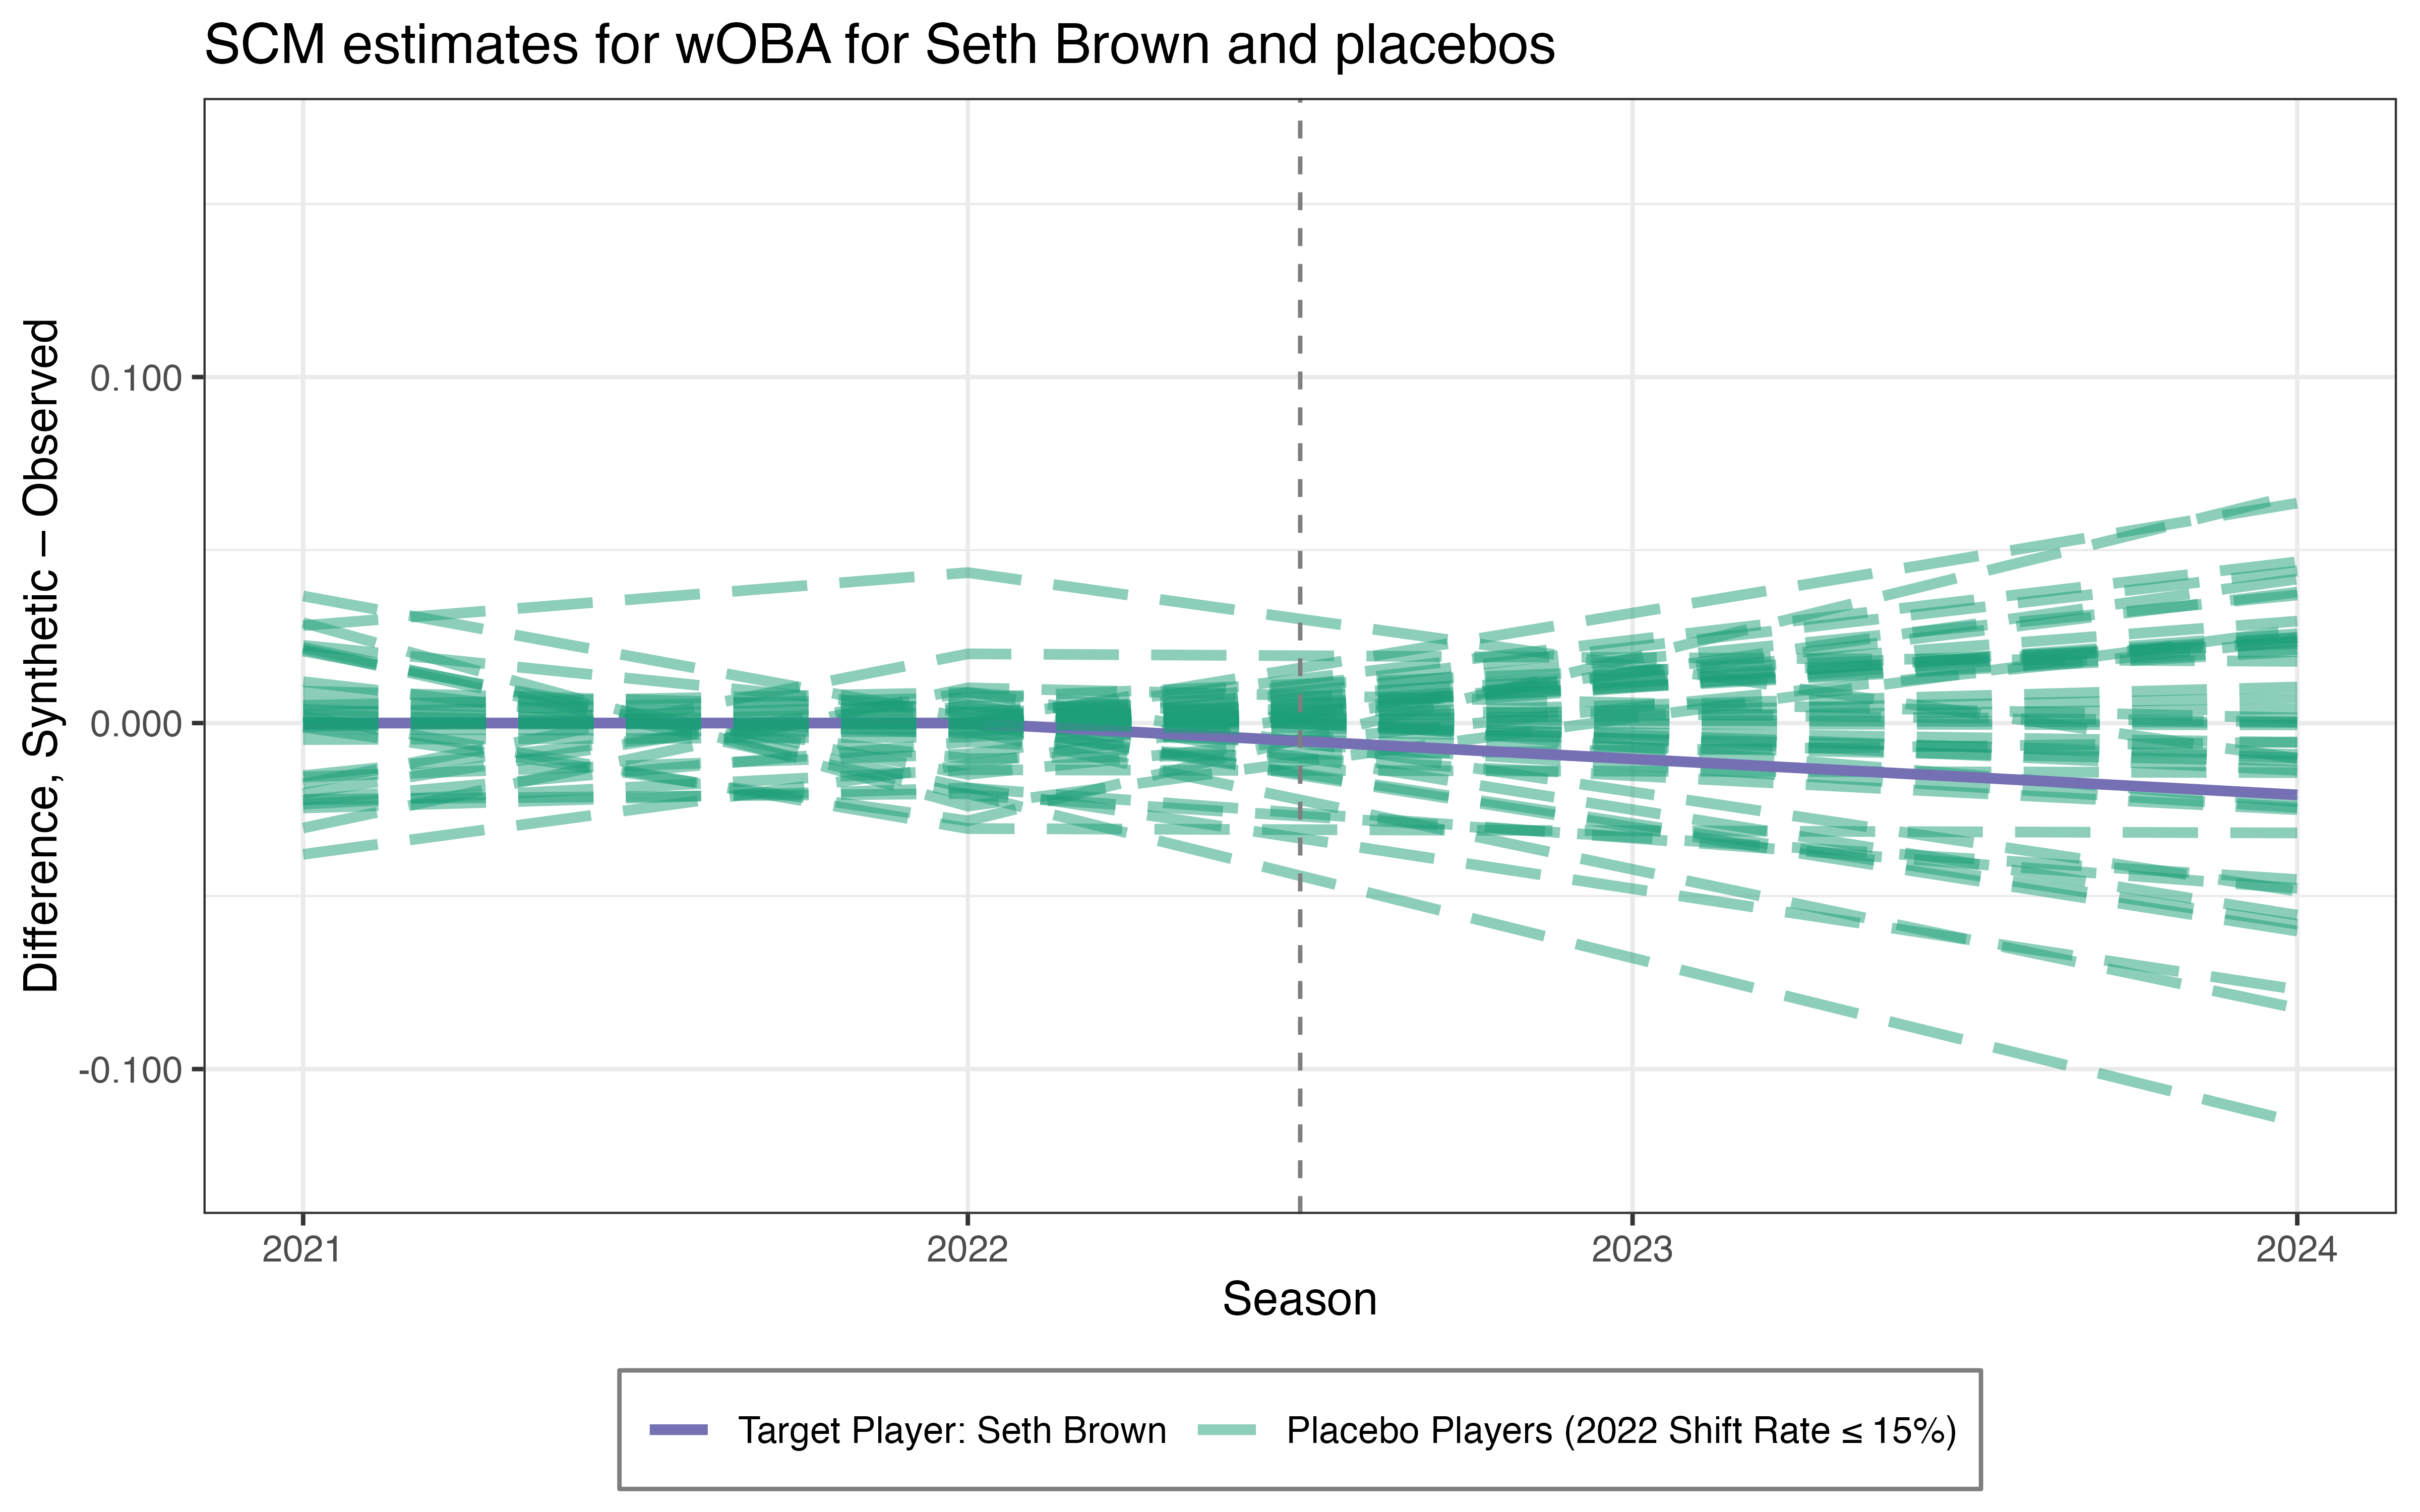 SCM estimates for wOBA for Seth Brown and placebos
Difference, Synthetic − Observed
0.100
0.000
-0.100
2021
2022
2023
2024
Season
Target Player: Seth Brown
Placebo Players (2022 Shift Rate ≤ 15%)